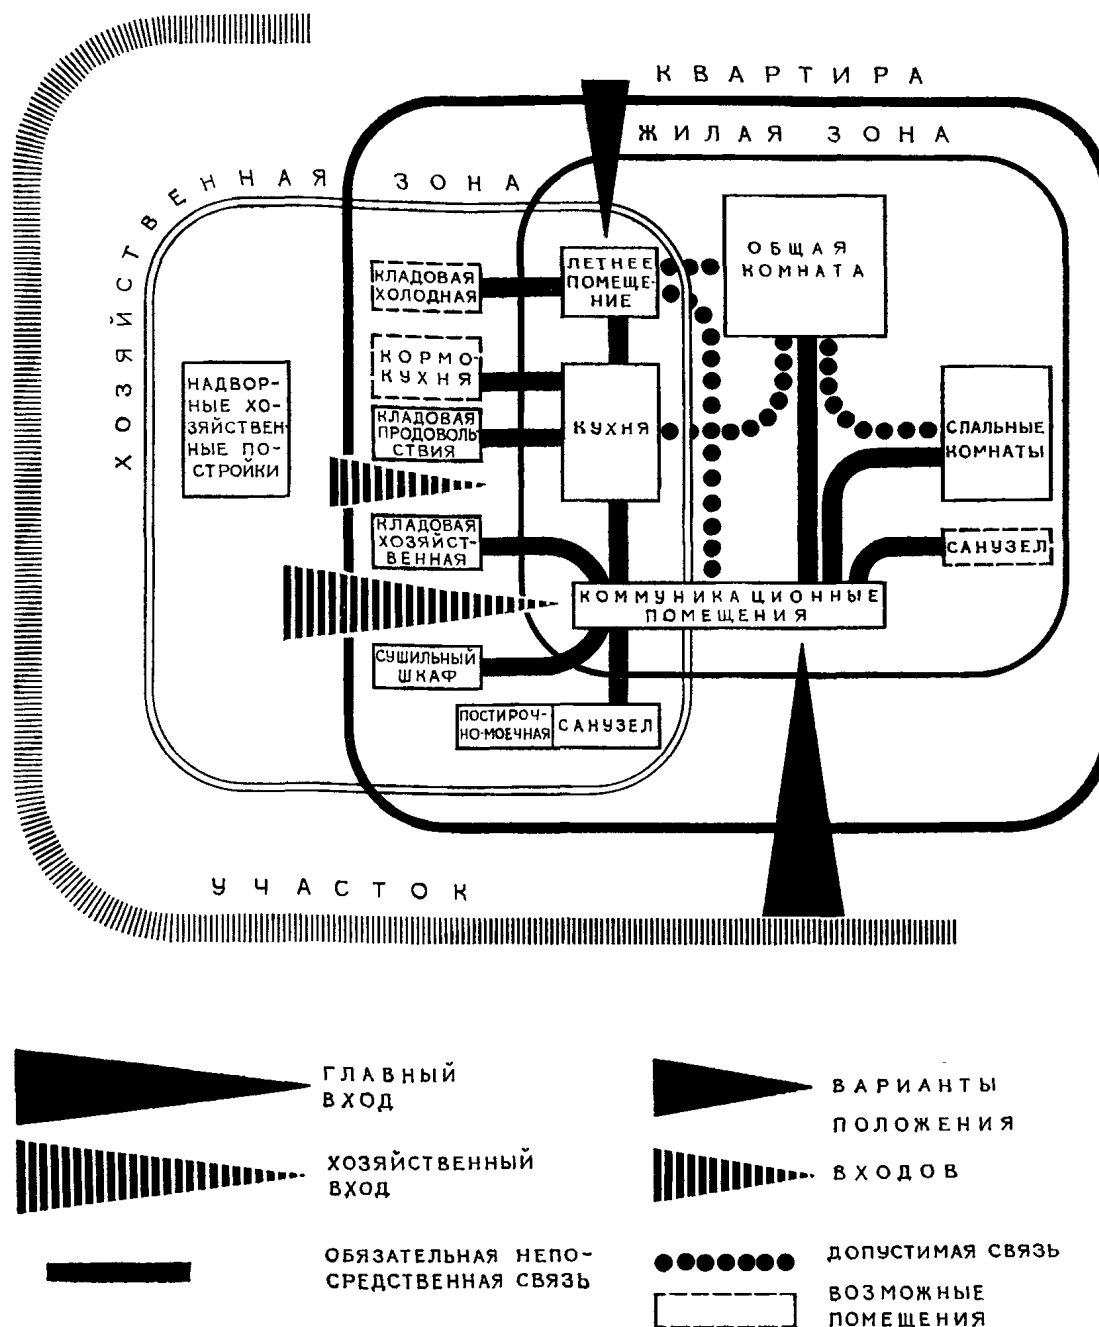 КВАРТИРА
ЖИЛАЯ ЗОНА
ХОЗЯЙСТВЕННАЯ ЗОНА
ОБЩАЯ
КОМНАТА
ЛЕТНЕЕ
ПОМЕЩЕ-
НИЕ
КЛАДОВАЯ
ХОЛОДНАЯ
КОРМО-
КУХНЯ
НАДВОР-
НЫЕ ХО-
ЗЯЙСТВЕН-
НЫЕ ПО-
СТРОЙКИ
КЛАДОВАЯ
ПРОДОВОЛЬ-
СТВИЯ
КУХНЯ
СПАЛЬНЫЕ
КОМНАТЫ
КЛАДОВАЯ
ХОЗЯЙСТ-
ВЕННАЯ
САНУЗЕЛ
КОММУНИКАЦИОННЫЕ
ПОМЕЩЕНИЯ
СУШИЛЬНЫЙ
ШКАФ
ПОСТИРОЧ-
НО-МОЕЧНАЯ
САНУЗЕЛ
УЧАСТОК
ГЛАВНЫЙ
ВХОД
ВАРИАНТЫ
ПОЛОЖЕНИЯ
ВХОДОВ
ХОЗЯЙСТВЕННЫЙ
ВХОД
ОБЯЗАТЕЛЬНАЯ НЕПО-
СРЕДСТВЕННАЯ СВЯЗЬ
ДОПУСТИМАЯ СВЯЗЬ
ВОЗМОЖНЫЕ
ПОМЕЩЕНИЯ